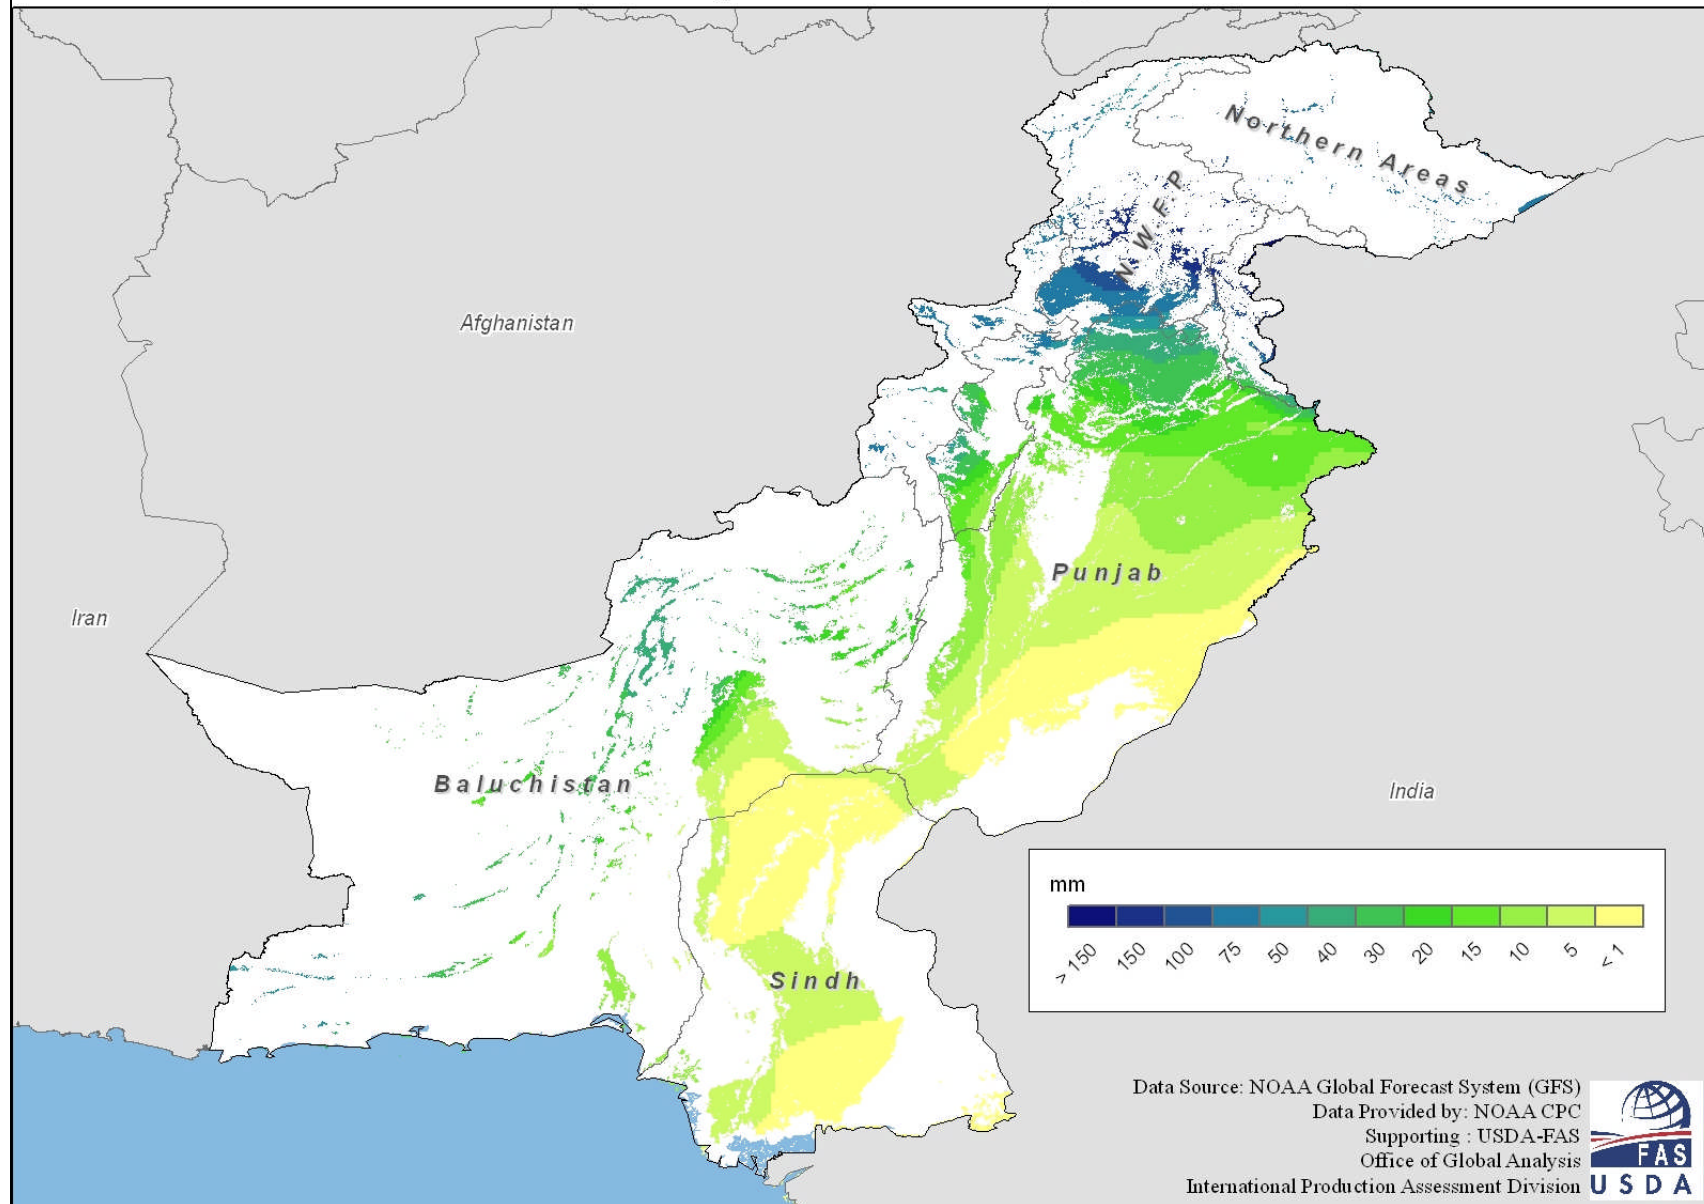 Northern Areas
N. W. F. P
Afghanistan
Punjab
Iran
Baluchistan
India
mm
> 150 150 100 75 50 40 30 20 15 10 5 < 1
Sindh
Data Source: NOAA Global Forecast System (GFS)
Data Provided by: NOAA CPC
Supporting : USDA-FAS
Office of Global Analysis
International Production Assessment Division
FAS
USDA